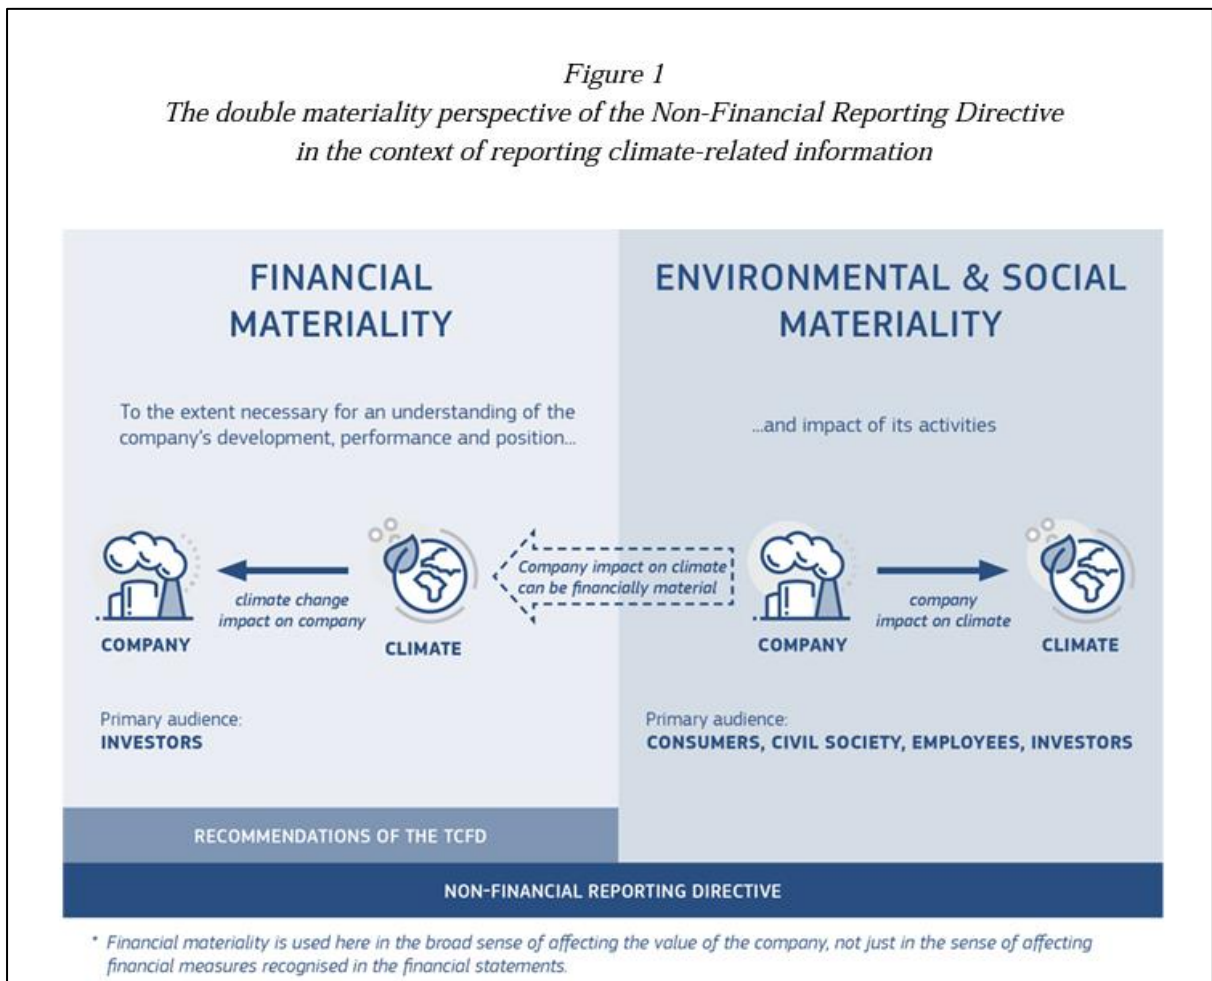 Figure 1
The double materiality perspective of the Non-Financial Reporting Directive
in the context of reporting climate-related information
FINANCIAL
MATERIALITY
To the extent necessary for an understanding of the
company's development, performance and position...
climate change
impact on company
COMPANY
CLIMATE
Primary audience:
INVESTORS
Company impact on climate
can be financially material
ENVIRONMENTAL & SOCIAL
MATERIALITY
...and impact of its activities
company
impact on climate
COMPANY
CLIMATE
Primary audience:
CONSUMERS, CIVIL SOCIETY, EMPLOYEES, INVESTORS
RECOMMENDATIONS OF THE TCFD
NON-FINANCIAL REPORTING DIRECTIVE
* Financial materiality is used here in the broad sense of affecting the value of the company, not just in the sense of affecting
financial measures recognised in the financial statements.